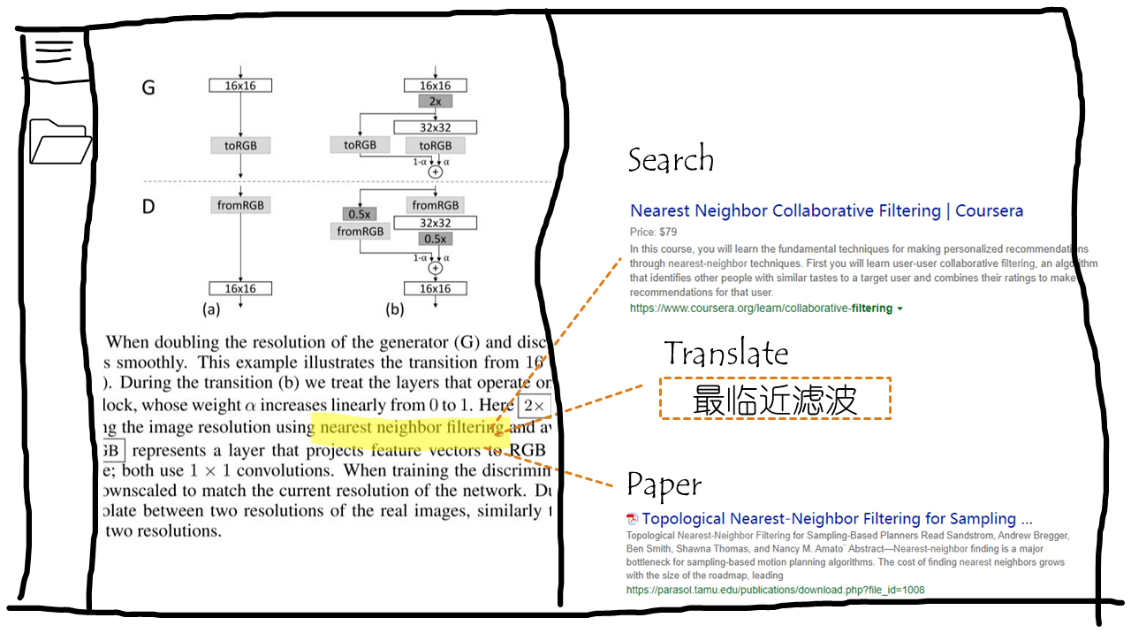 G
16x16
toRGB
16x16
2x
32x32
toRGB
toRGB
1-α
α
+
D
fromRGB
16x16
fromRGB
0.5x
32x32
fromRGB
0.5x
1-α
α
+
16x16
(a)
(b)
When doubling the resolution of the generator (G) and disc
s smoothly. This example illustrates the transition from 16
). During the transition (b) we treat the layers that operate on
lock, whose weight α increases linearly from 0 to 1. Here 2×
ng the image resolution using nearest neighbor filtering and av
GB represents a layer that projects feature vectors to RGB
e; both use 1 × 1 convolutions. When training the discrimin
ownscaled to match the current resolution of the network. Du
olate between two resolutions of the real images, similarly t
two resolutions.
Search
Nearest Neighbor Collaborative Filtering | Coursera
Price: $79
In this course, you will learn the fundamental techniques for making personalized recommendations
through nearest-neighbor techniques. First you will learn user-user collaborative filtering, an algorithm
that identifies other people with similar tastes to a target user and combines their ratings to make
recommendations for that user.
https://www.coursera.org/learn/collaborative-filtering
Translate
最临近滤波
Paper
Topological Nearest-Neighbor Filtering for Sampling ...
Topological Nearest-Neighbor Filtering for Sampling-Based Planners Read Sandstrom, Andrew Bregger,
Ben Smith, Shawna Thomas, and Nancy M. Amato¨ Abstract—Nearest-neighbor finding is a major
bottleneck for sampling-based motion planning algorithms. The cost of finding nearest neighbors grows
with the size of the roadmap, leading
https://parasol.tamu.edu/publications/download.php?file_id=1008